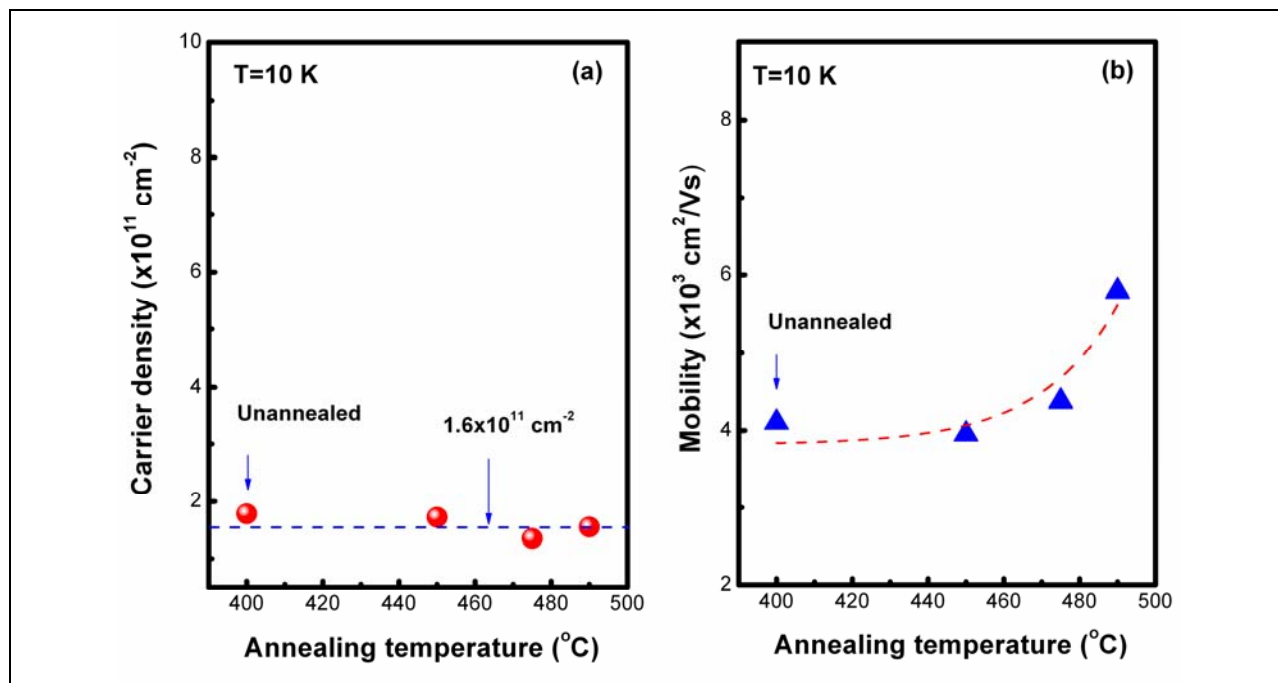 T=10 K
(a)
10
8
6
4
2
Carrier density (x10¹¹ cm⁻²)
Unannealed
1.6x10¹¹ cm⁻²
400 420 440 460 480 500
Annealing temperature (°C)
T=10 K
(b)
8
6
4
2
Mobility (x10³ cm²/Vs)
Unannealed
400 420 440 460 480 500
Annealing temperature (°C)